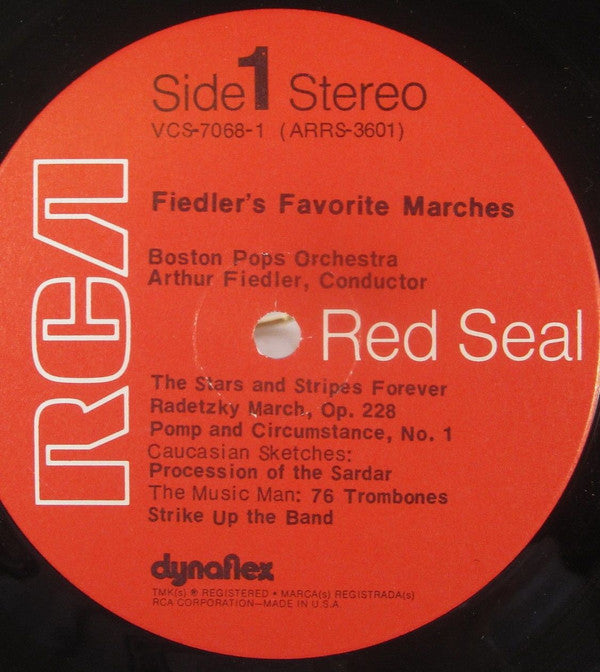 Side 1 Stereo
VCS-7068-1 (ARRS-3601)
Fiedler's Favorite Marches
Boston Pops Orchestra
Arthur Fiedler, Conductor
RCA
Red Seal
The Stars and Stripes Forever
Radetzky March, Op. 228
Pomp and Circumstance, No. 1
Caucasian Sketches:
Procession of the Sardar
The Music Man: 76 Trombones
Strike Up the Band
dynaflex
TMK(s) ® REGISTERED • MARCA(s) REGISTRADA(s)
RCA CORPORATION—MADE IN U.S.A.